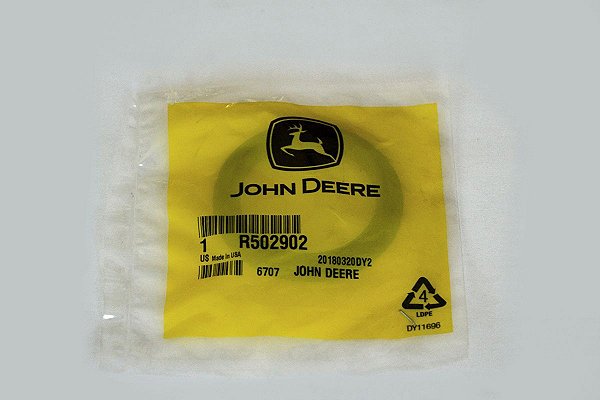 JOHN DEERE
1 R502902
US Made in USA
20180320DY2
6707 JOHN DEERE
4
LDPE
DY11696